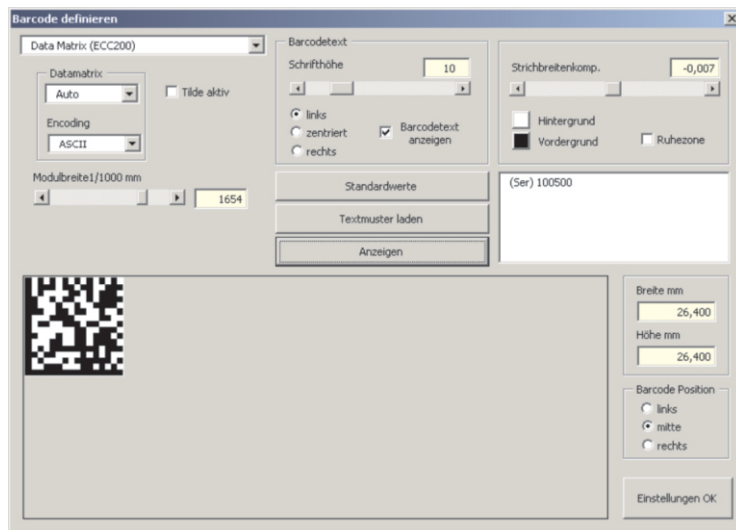 Barcode definieren
Data Matrix (ECC200)
Datamatrix
Auto
Tilde aktiv
Encoding
ASCII
Modulbreite1/1000 mm
1654
Barcodetext
Schrifthöhe
10
links
zentriert
rechts
Barcodetext
anzeigen
Strichbreitenkomp.
-0,007
Hintergrund
Vordergrund
Ruhezone
Standardwerte
Textmuster laden
Anzeigen
(Ser) 100500
Breite mm
26,400
Höhe mm
26,400
Barcode Position
links
mitte
rechts
Einstellungen OK